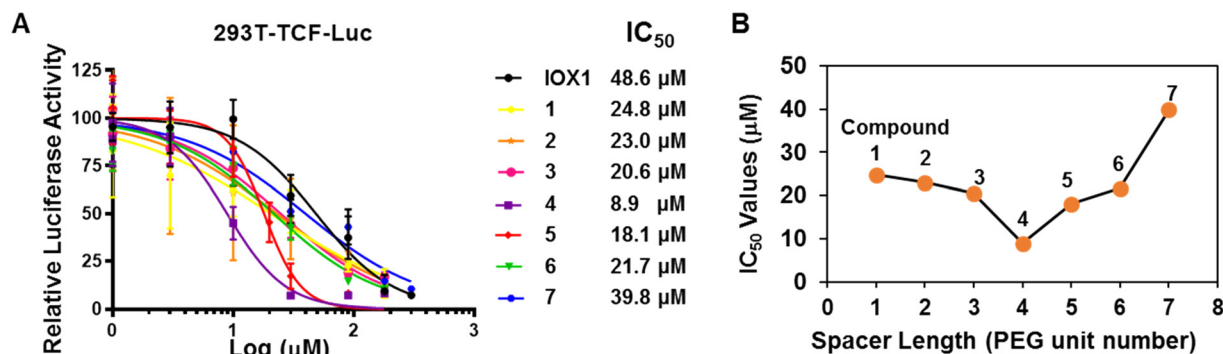 A
293T-TCF-Luc
Relative Luciferase Activity
125
100
75
50
25
0
0
1
2
3
Log (μM)
IC50
IOX1 48.6 μM
1 24.8 μM
2 23.0 μM
3 20.6 μM
4 8.9 μM
5 18.1 μM
6 21.7 μM
7 39.8 μM
B
IC50 Values (μM)
50
40
30
20
10
0
Compound
1
2
3
4
5
6
7
0 1 2 3 4 5 6 7 8
Spacer Length (PEG unit number)